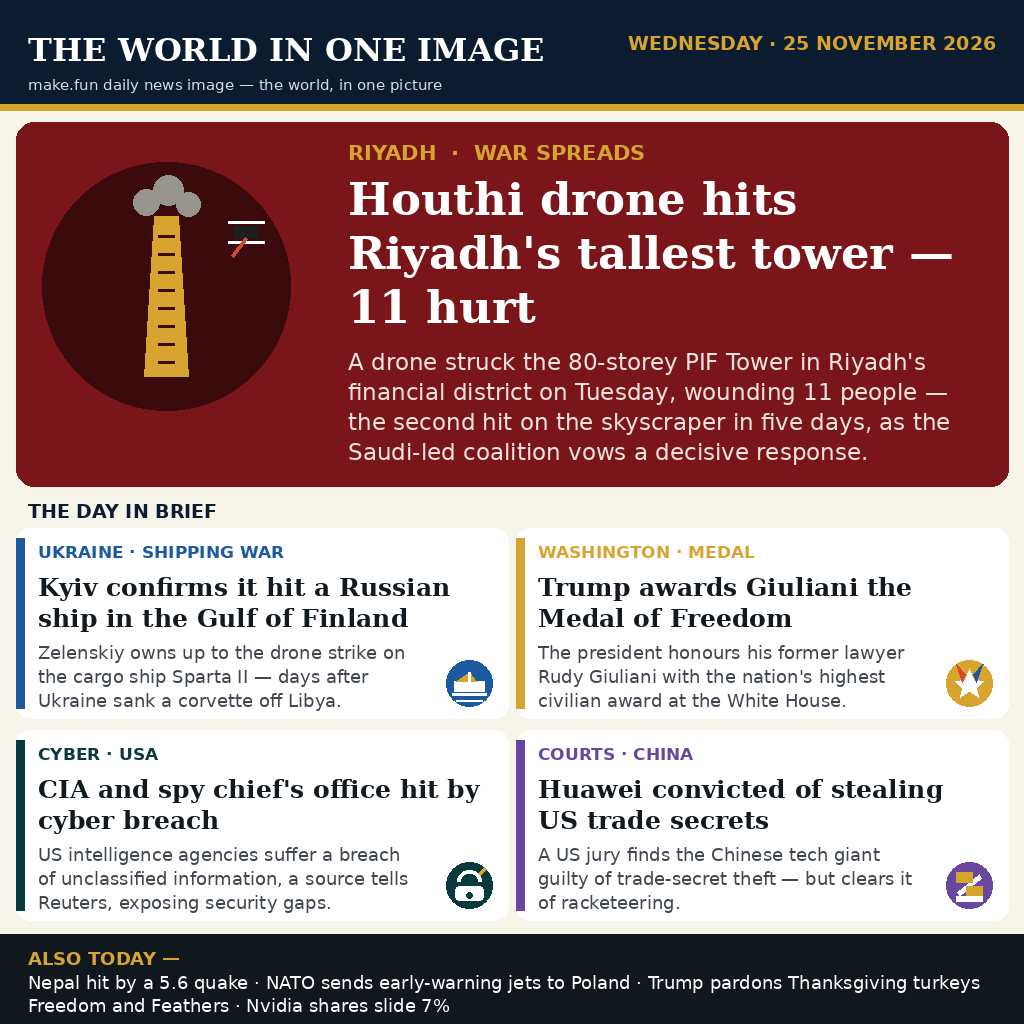 THE WORLD IN ONE IMAGE
WEDNESDAY · 25 NOVEMBER 2026
make.fun daily news image — the world, in one picture
RIYADH · WAR SPREADS
Houthi drone hits
Riyadh's tallest tower —
11 hurt
A drone struck the 80-storey PIF Tower in Riyadh's
financial district on Tuesday, wounding 11 people —
the second hit on the skyscraper in five days, as the
Saudi-led coalition vows a decisive response.
THE DAY IN BRIEF
UKRAINE · SHIPPING WAR
Kyiv confirms it hit a Russian
ship in the Gulf of Finland
Zelenskiy owns up to the drone strike on
the cargo ship Sparta II — days after
Ukraine sank a corvette off Libya.
WASHINGTON · MEDAL
Trump awards Giuliani the
Medal of Freedom
The president honours his former lawyer
Rudy Giuliani with the nation's highest
civilian award at the White House.
CYBER · USA
CIA and spy chief's office hit by
cyber breach
US intelligence agencies suffer a breach
of unclassified information, a source tells
Reuters, exposing security gaps.
COURTS · CHINA
Huawei convicted of stealing
US trade secrets
A US jury finds the Chinese tech giant
guilty of trade-secret theft — but clears it
of racketeering.
ALSO TODAY —
Nepal hit by a 5.6 quake · NATO sends early-warning jets to Poland · Trump pardons Thanksgiving turkeys
Freedom and Feathers · Nvidia shares slide 7%